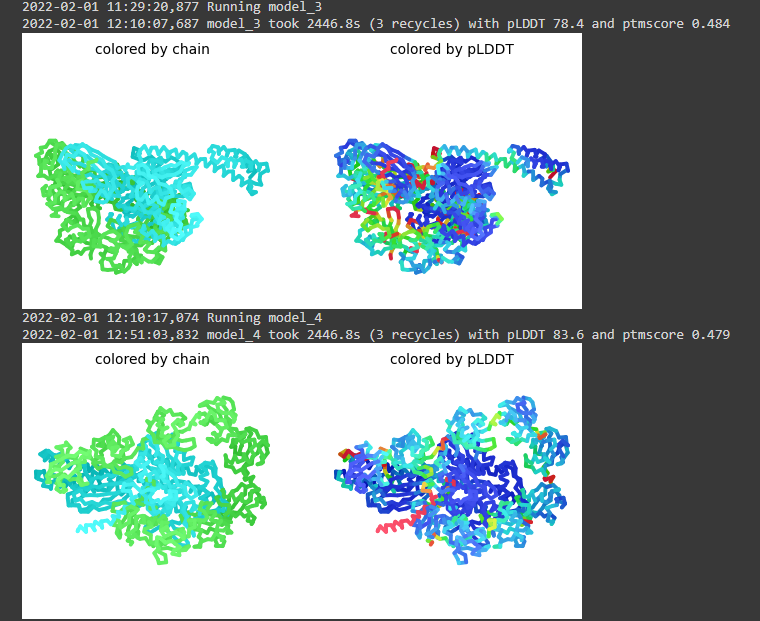 2022-02-01 11:29:20,877 Running model_3
2022-02-01 12:10:07,687 model_3 took 2446.8s (3 recycles) with pLDDT 78.4 and ptmscore 0.484
colored by chain colored by pLDDT
2022-02-01 12:10:17,074 Running model_4
2022-02-01 12:51:03,832 model_4 took 2446.8s (3 recycles) with pLDDT 83.6 and ptmscore 0.479
colored by chain colored by pLDDT